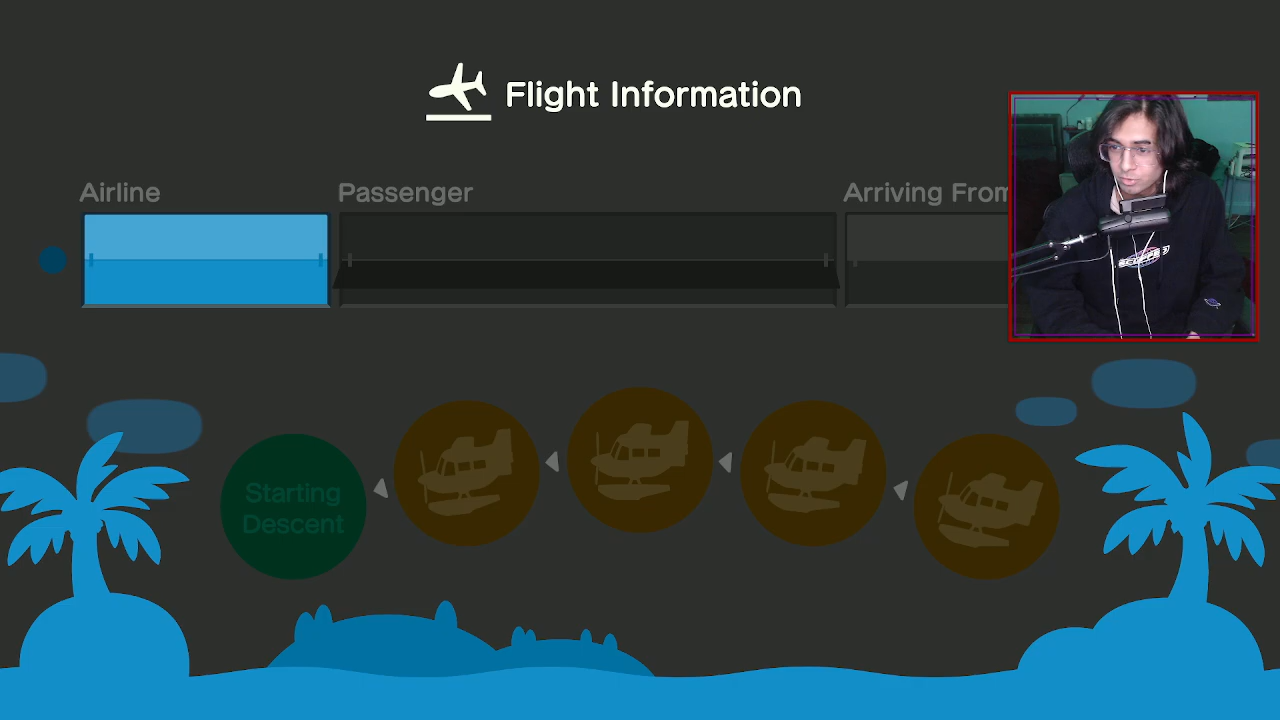 Flight Information
Airline
Passenger
Arriving From
Starting
Descent